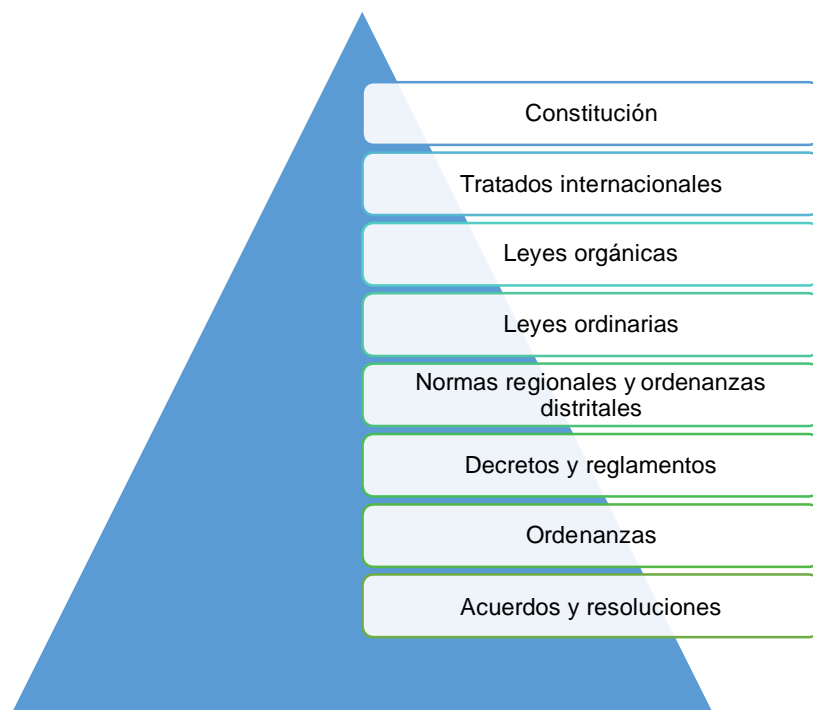 Constitución
Tratados internacionales
Leyes orgánicas
Leyes ordinarias
Normas regionales y ordenanzas
distritales
Decretos y reglamentos
Ordenanzas
Acuerdos y resoluciones